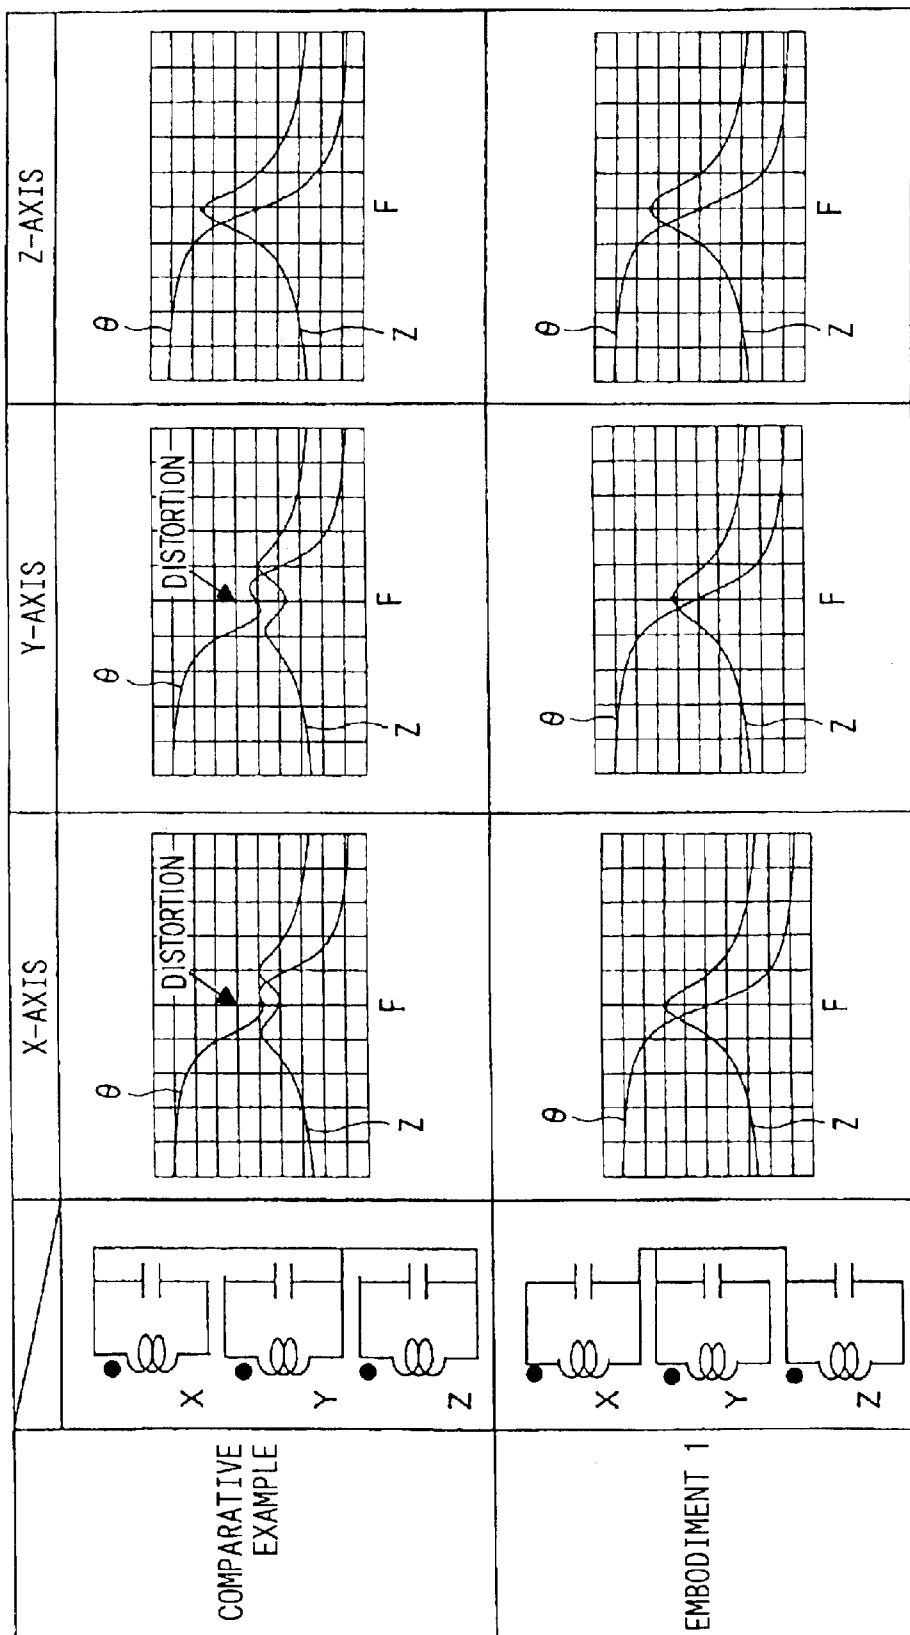 X-AXIS
Y-AXIS
Z-AXIS
COMPARATIVE
EXAMPLE
X
Y
Z
θ
DISTORTION
Z
F
θ
DISTORTION
Z
F
θ
Z
F
EMBODIMENT 1
X
Y
Z
θ
Z
F
θ
Z
F
θ
Z
F